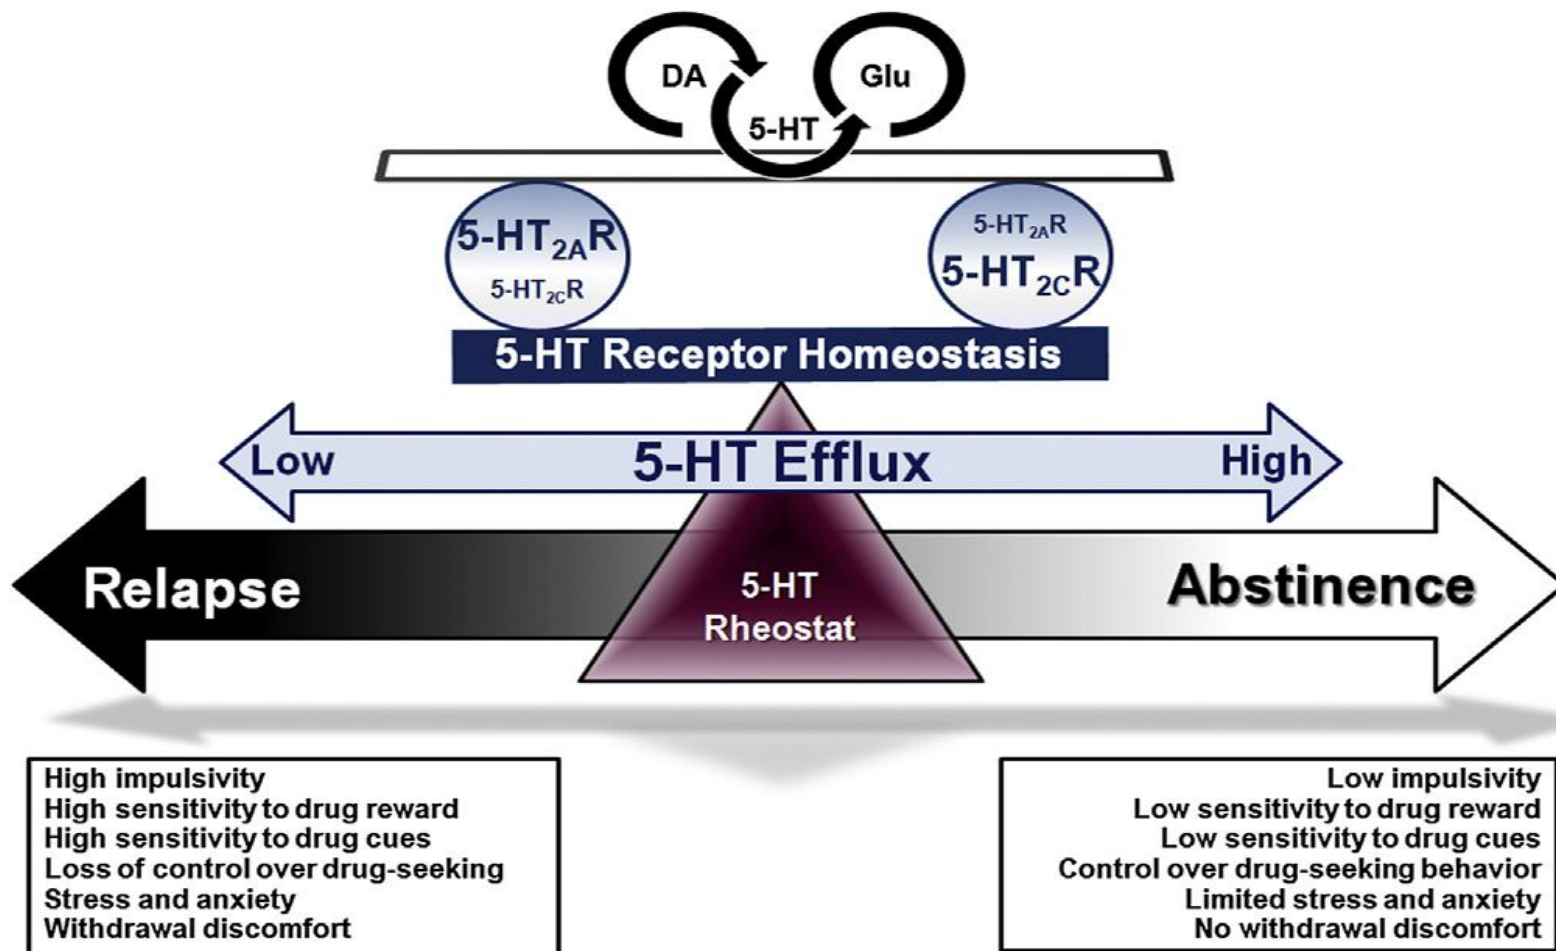 DA
Glu
5-HT
5-HT2AR
5-HT2CR
5-HT2AR
5-HT2CR
5-HT Receptor Homeostasis
Low
5-HT Efflux
High
Relapse
5-HT
Rheostat
Abstinence
High impulsivity
High sensitivity to drug reward
High sensitivity to drug cues
Loss of control over drug-seeking
Stress and anxiety
Withdrawal discomfort
Low impulsivity
Low sensitivity to drug reward
Low sensitivity to drug cues
Control over drug-seeking behavior
Limited stress and anxiety
No withdrawal discomfort